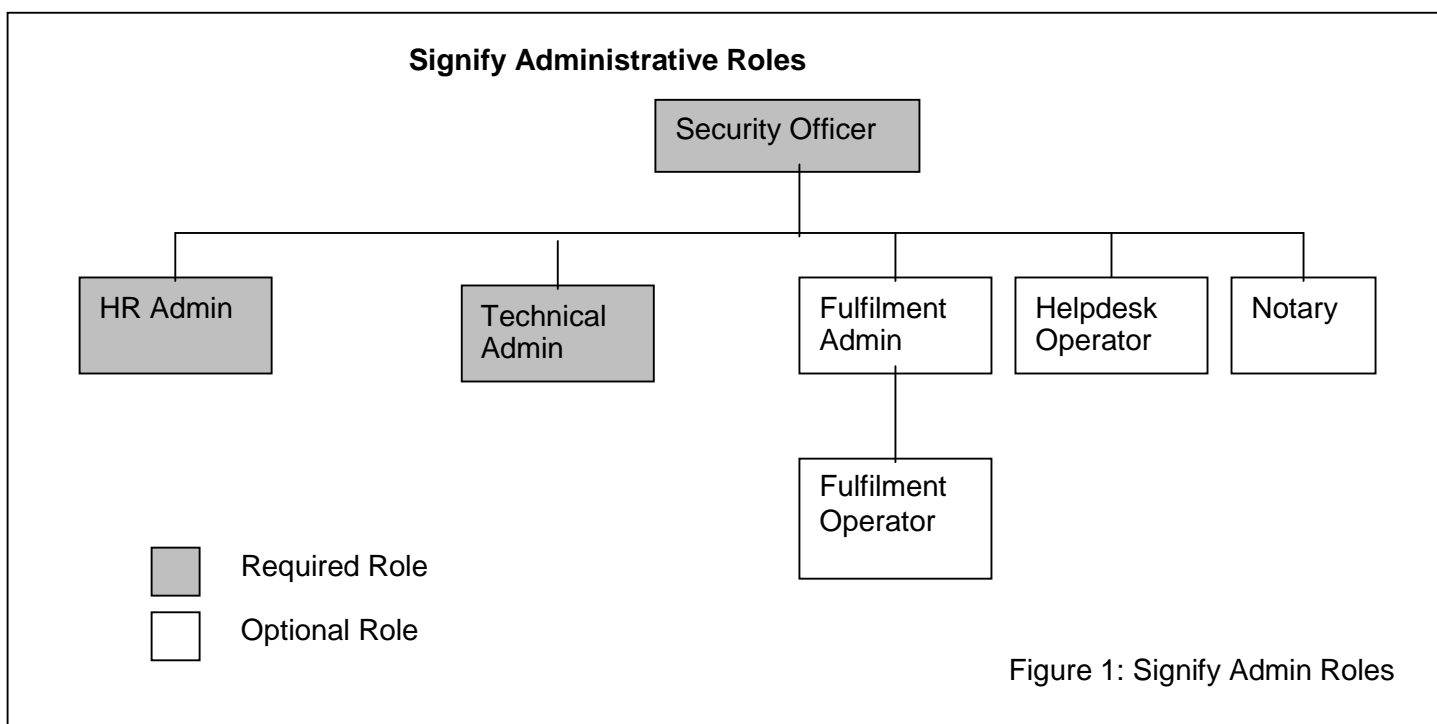 Signify Administrative Roles
Security Officer
HR Admin
Technical
Admin
Fulfilment
Admin
Helpdesk
Operator
Notary
Fulfilment
Operator
Required Role
Optional Role
Figure 1: Signify Admin Roles